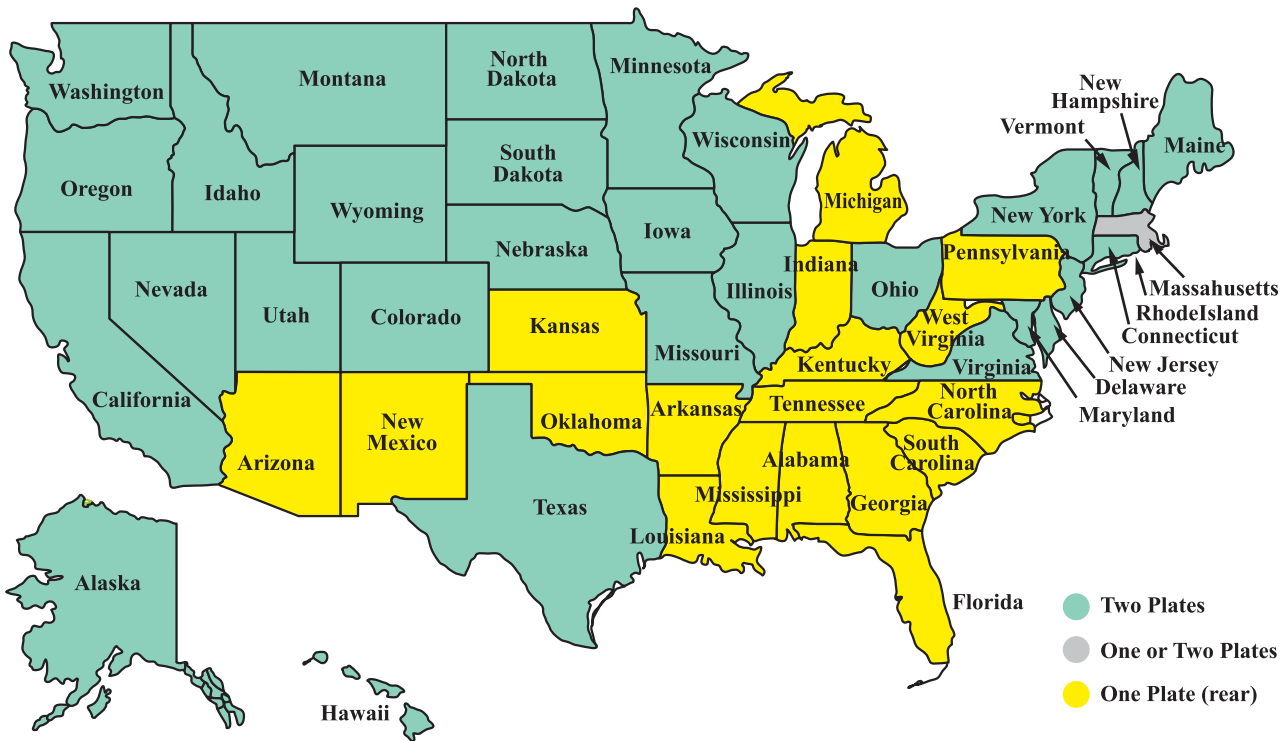 Washington
Montana
North
Dakota
Minnesota
New
Hampshire
Vermont
Maine
Wisconsin
South
Dakota
Oregon
Idaho
Wyoming
Michigan
New York
Iowa
Nebraska
Pennsylvania
Indiana
Nevada
Utah
Colorado
Illinois
Ohio
Massahusetts
RhodeIsland
Connecticut
Kansas
West
Virginia
Missouri
Kentucky
Virginia
New Jersey
Delaware
Maryland
California
New
Mexico
Oklahoma
Arkansas
Tennessee
North
Carolina
Arizona
Alabama
South
Carolina
Mississippi
Georgia
Texas
Louisiana
Alaska
Florida
Hawaii
Two Plates
One or Two Plates
One Plate (rear)